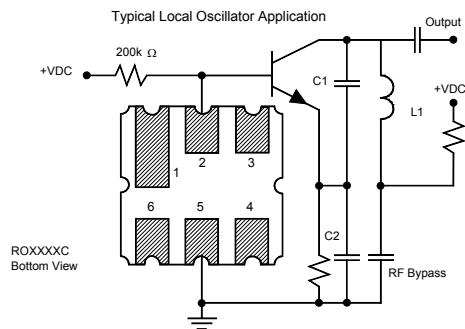 Typical Local Oscillator Application
Output
200k Ω
+VDC
C1
+VDC
L1
1
2
3
6
5
4
C2
ROXXXXC
Bottom View
RF Bypass